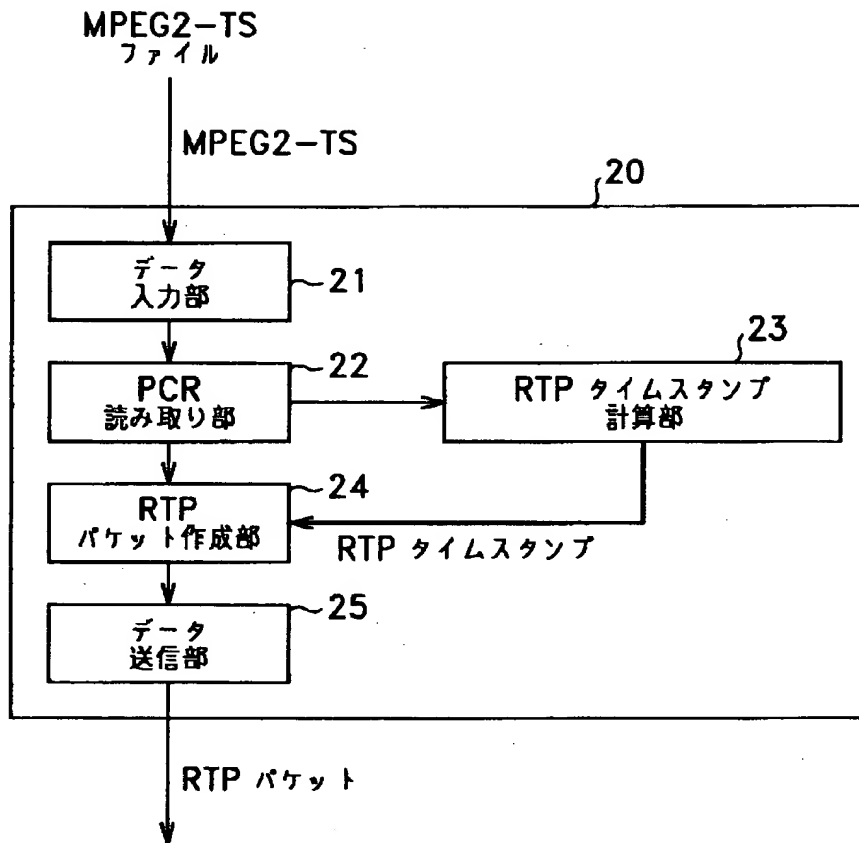 MPEG2-TS
ファイル
MPEG2-TS
20
データ
入力部
21
PCR
読み取り部
22
RTP タイムスタンプ
計算部
23
RTP
パケット作成部
24
RTP タイムスタンプ
データ
送信部
25
RTP パケット